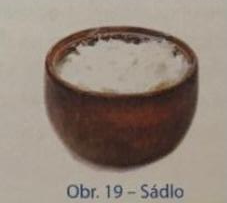 Obr. 19 – Sádlo